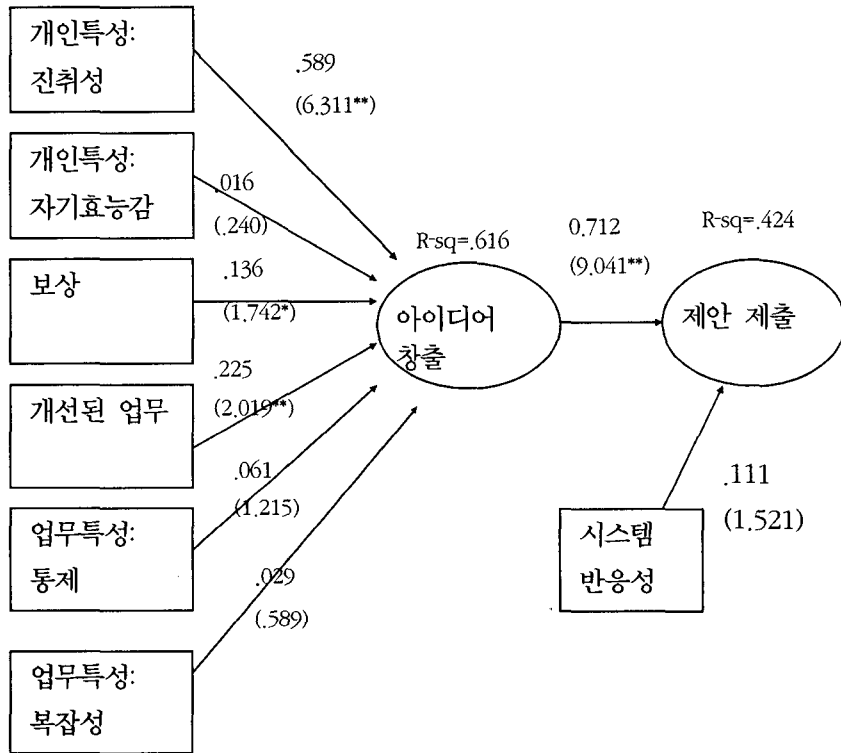 개인특성:
진취성
.589
(6.311**)
개인특성:
자기효능감
.016
(.240)
보상
.136
(1.742*)
개선된 업무
.225
(2.019**)
업무특성:
통제
.061
(1.215)
업무특성:
복잡성
.029
(.589)
R-sq=.616
아이디어
창출
0.712
(9.041**)
R-sq=.424
제안 제출
시스템
반응성
.111
(1.521)